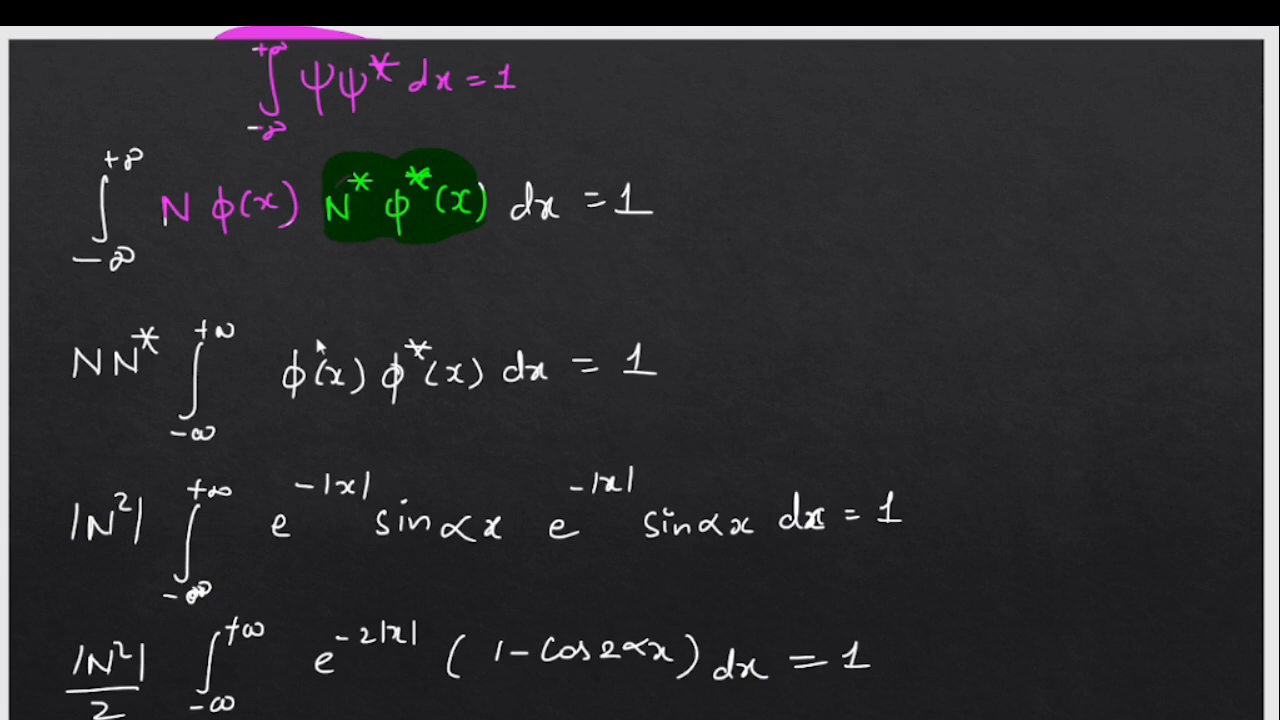 ∫_{-∞}^{+∞} ψψ* dx = 1
∫_{-∞}^{+∞} N φ(x) N* φ*(x) dx = 1
NN* ∫_{-∞}^{+∞} φ(x) φ*(x) dx = 1
|N²| ∫_{-∞}^{+∞} e^{-|x|} sin αx e^{-|x|} sin αx dx = 1
|N²|/2 ∫_{-∞}^{+∞} e^{-2|x|} (1 - cos 2αx) dx = 1